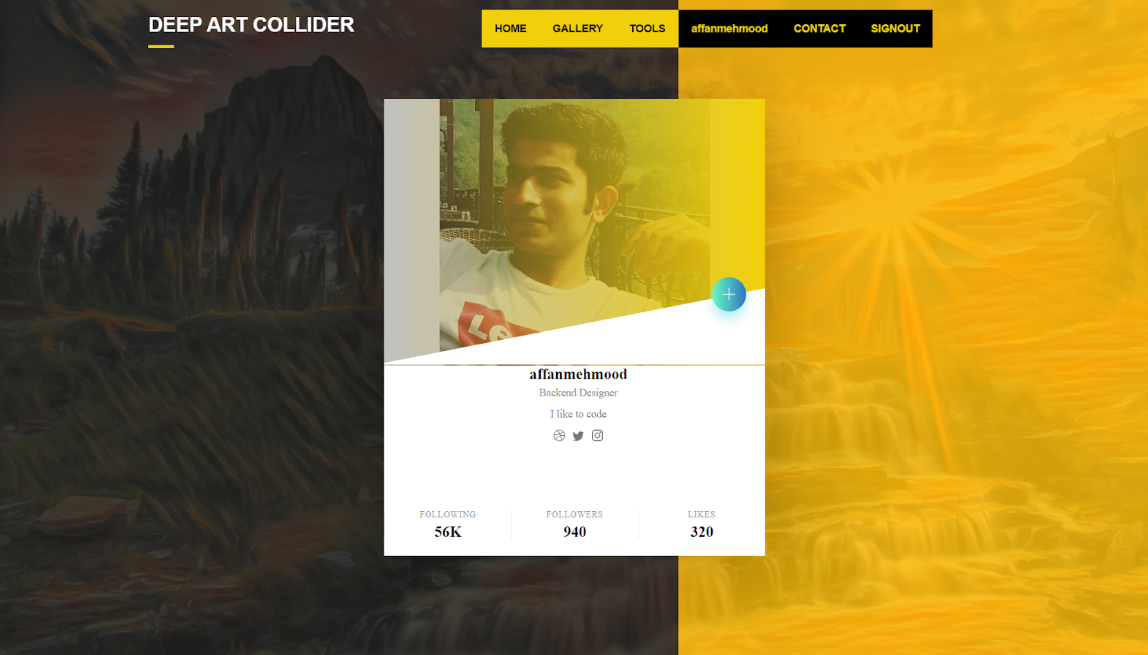 DEEP ART COLLIDER
HOME GALLERY TOOLS affanmehmood CONTACT SIGNOUT
affanmehmood
Backend Designer
I like to code
FOLLOWING FOLLOWERS LIKES
56K 940 320